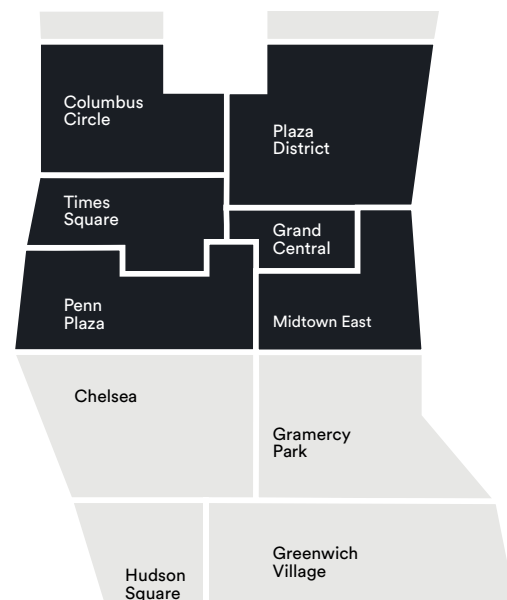 Columbus
Circle
Plaza
District
Times
Square
Grand
Central
Penn
Plaza
Midtown East
Chelsea
Gramercy
Park
Greenwich
Village
Hudson
Square